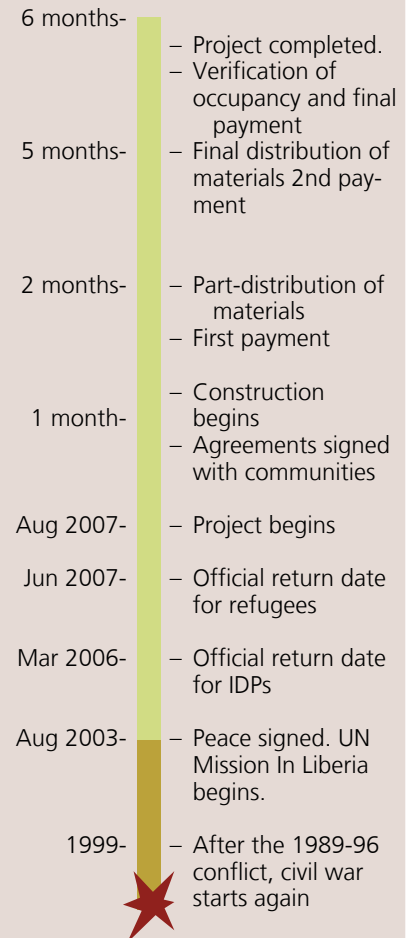 6 months-
– Project completed.
– Verification of
occupancy and final
payment
5 months- – Final distribution of
materials 2nd pay-
ment
2 months- – Part-distribution of
materials
– First payment
– Construction
begins
1 month-
– Agreements signed
with communities
Aug 2007- – Project begins
Jun 2007- – Official return date
for refugees
Mar 2006- – Official return date
for IDPs
Aug 2003- – Peace signed. UN
Mission In Liberia
begins.
1999- – After the 1989-96
conflict, civil war
starts again